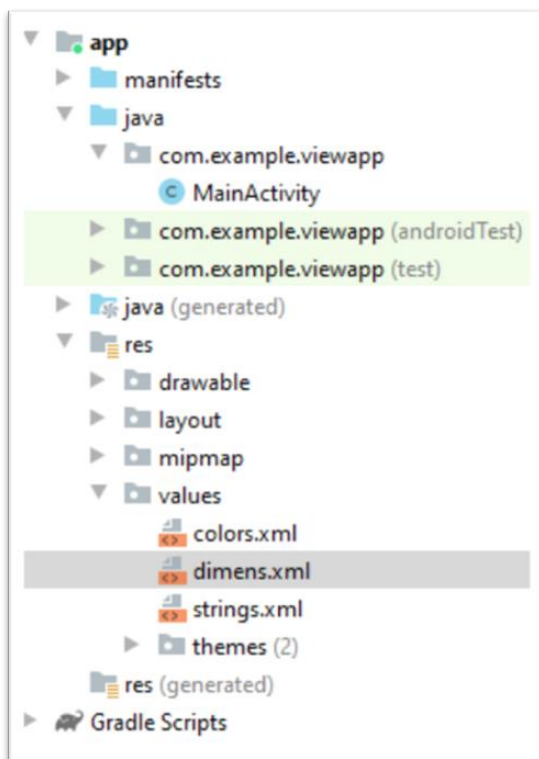 app
manifests
java
com.example.viewapp
C MainActivity
com.example.viewapp (androidTest)
com.example.viewapp (test)
java (generated)
res
drawable
layout
mipmap
values
colors.xml
dimens.xml
strings.xml
themes (2)
res (generated)
Gradle Scripts